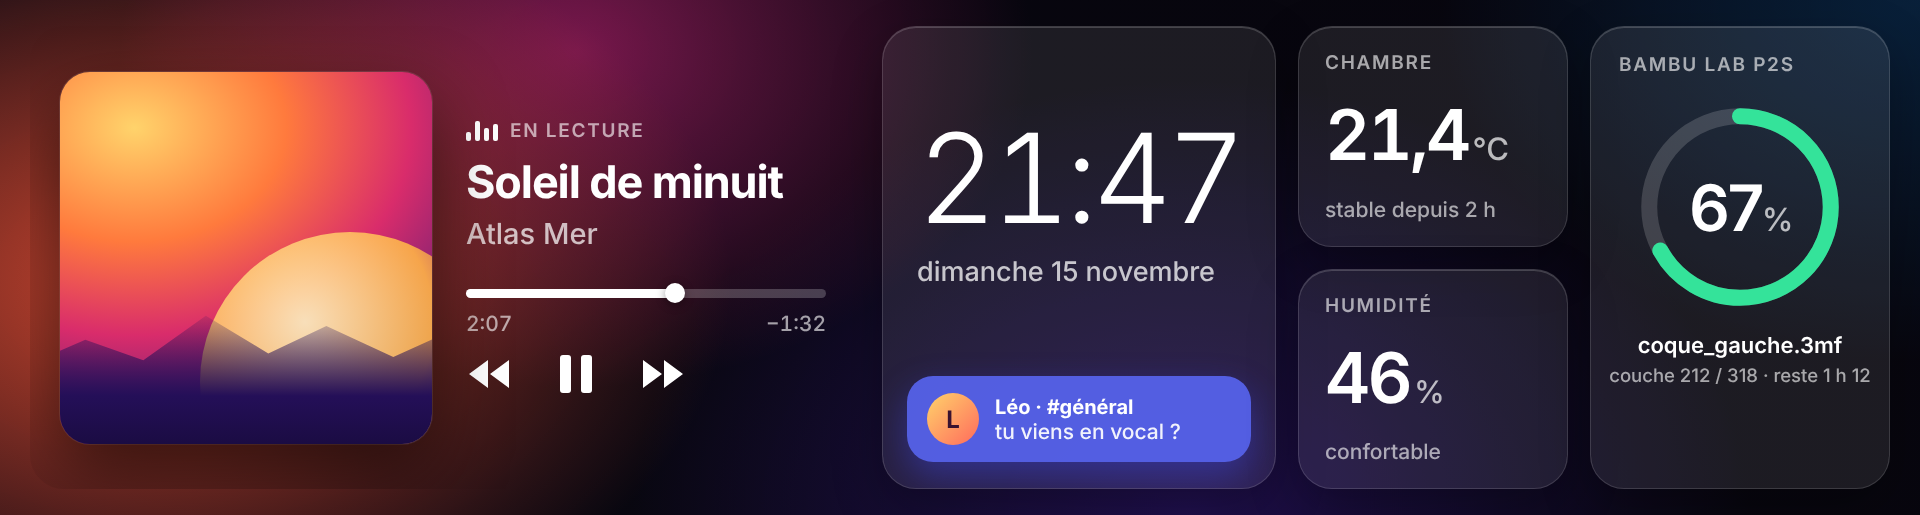 EN LECTURE
Soleil de minuit
Atlas Mer
2:07
−1:32
21:47
dimanche 15 novembre
L
Léo · #général
tu viens en vocal ?
CHAMBRE
21,4 °C
stable depuis 2 h
HUMIDITÉ
46 %
confortable
BAMBU LAB P2S
67 %
coque_gauche.3mf
couche 212 / 318 · reste 1 h 12